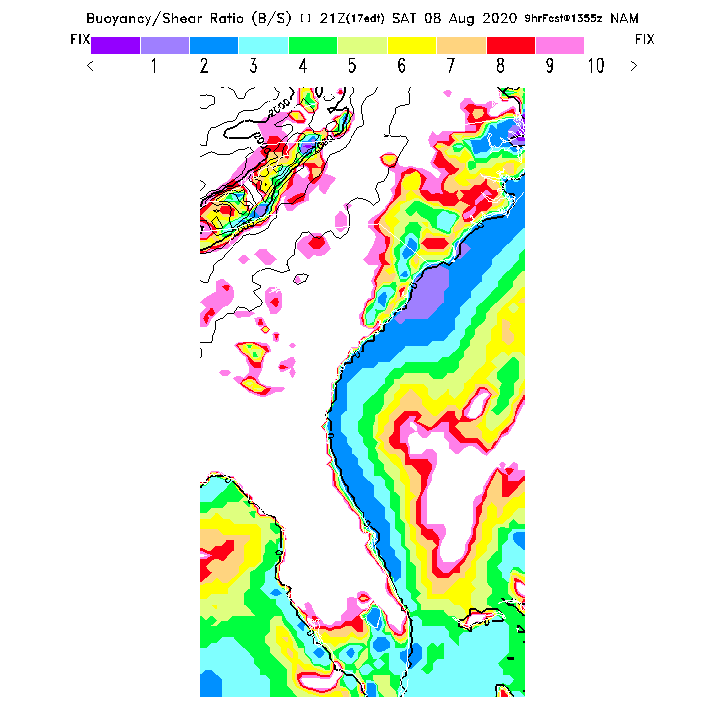 Buoyancy/Shear Ratio (B/S) [] 21Z(17edt) SAT 08 Aug 2020 9hrFcst@1355z NAM
FIX FIX
< 1 2 3 4 5 6 7 8 9 10 >
2000